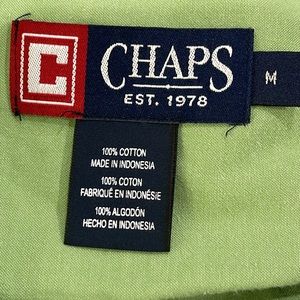 C
CHAPS
EST. 1978
M
100% COTTON
MADE IN INDONESIA
100% COTON
FABRIQUÉ EN INDONÉSIE
100% ALGODÓN
HECHO EN INDONESIA